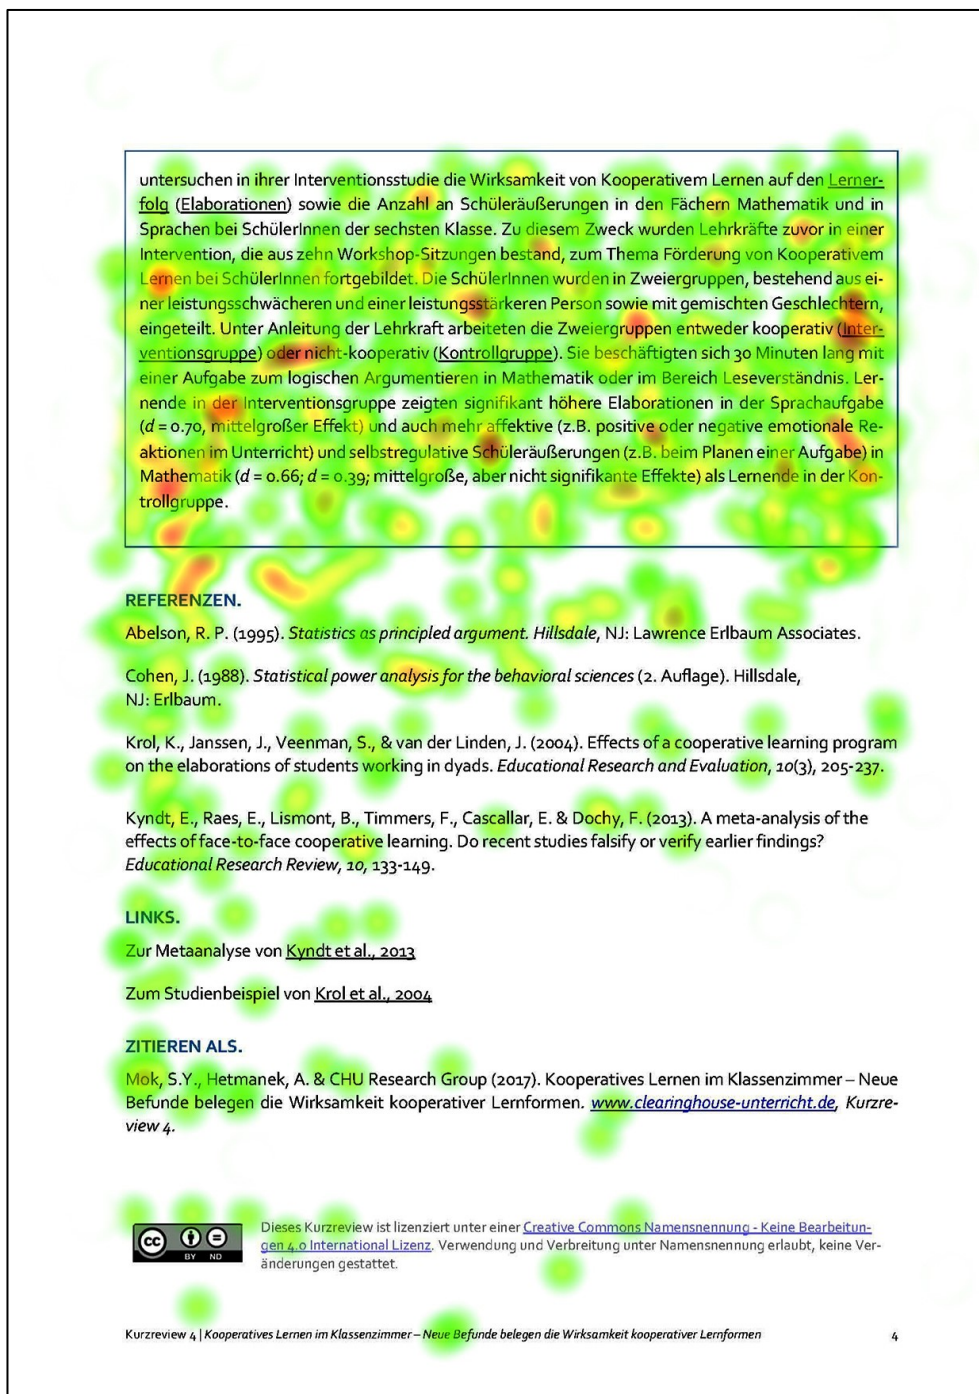 untersuchen in ihrer Interventionsstudie die Wirksamkeit von Kooperativem Lernen auf den Lerner-
folg (Elaborationen) sowie die Anzahl an Schüleräußerungen in den Fächern Mathematik und in
Sprachen bei SchülerInnen der sechsten Klasse. Zu diesem Zweck wurden Lehrkräfte zuvor in einer
Intervention, die aus zehn Workshop-Sitzungen bestand, zum Thema Förderung von Kooperativem
Lernen bei SchülerInnen fortgebildet. Die SchülerInnen wurden in Zweiergruppen, bestehend aus ei-
ner leistungsschwächeren und einer leistungsstärkeren Person sowie mit gemischten Geschlechtern,
eingeteilt. Unter Anleitung der Lehrkraft arbeiteten die Zweiergruppen entweder kooperativ (Inter-
ventionsgruppe) oder nicht-kooperativ (Kontrollgruppe). Sie beschäftigten sich 30 Minuten lang mit
einer Aufgabe zum logischen Argumentieren in Mathematik oder im Bereich Leseverständnis. Ler-
nende in der Interventionsgruppe zeigten signifikant höhere Elaborationen in der Sprachaufgabe
(d = 0.70, mittelgroßer Effekt) und auch mehr affektive (z.B. positive oder negative emotionale Re-
aktionen im Unterricht) und selbstregulative Schüleräußerungen (z.B. beim Planen einer Aufgabe) in
Mathematik (d = 0.66; d = 0.39; mittelgroße, aber nicht signifikante Effekte) als Lernende in der Kon-
trollgruppe.
REFERENZEN.
Abelson, R. P. (1995). Statistics as principled argument. Hillsdale, NJ: Lawrence Erlbaum Associates.
Cohen, J. (1988). Statistical power analysis for the behavioral sciences (2. Auflage). Hillsdale,
NJ: Erlbaum.
Krol, K., Janssen, J., Veenman, S., & van der Linden, J. (2004). Effects of a cooperative learning program
on the elaborations of students working in dyads. Educational Research and Evaluation, 10(3), 205-237.
Kyndt, E., Raes, E., Lismont, B., Timmers, F., Cascallar, E. & Dochy, F. (2013). A meta-analysis of the
effects of face-to-face cooperative learning. Do recent studies falsify or verify earlier findings?
Educational Research Review, 10, 133-149.
LINKS.
Zur Metaanalyse von Kyndt et al., 2013
Zum Studienbeispiel von Krol et al., 2004
ZITIEREN ALS.
Mok, S.Y., Hetmanek, A. & CHU Research Group (2017). Kooperatives Lernen im Klassenzimmer – Neue
Befunde belegen die Wirksamkeit kooperativer Lernformen. www.clearinghouse-unterricht.de, Kurzre-
view 4.
cc BY ND
Dieses Kurzreview ist lizenziert unter einer Creative Commons Namensnennung - Keine Bearbeitun-
gen 4.0 International Lizenz. Verwendung und Verbreitung unter Namensnennung erlaubt, keine Ver-
änderungen gestattet.
Kurzreview 4 | Kooperatives Lernen im Klassenzimmer – Neue Befunde belegen die Wirksamkeit kooperativer Lernformen 4